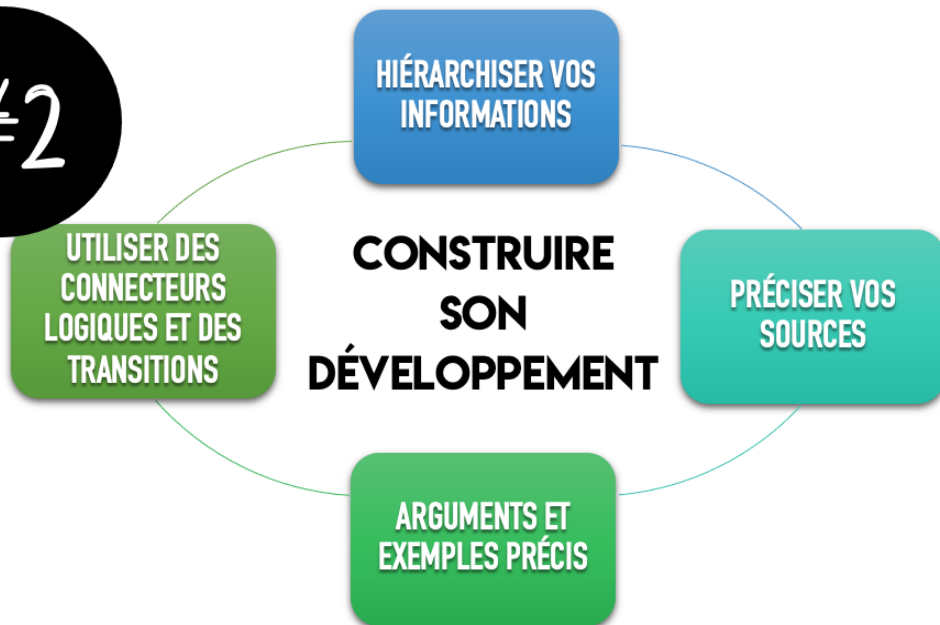 #2
HIÉRARCHISER VOS
INFORMATIONS
UTILISER DES
CONNECTEURS
LOGIQUES ET DES
TRANSITIONS
CONSTRUIRE
SON
DÉVELOPPEMENT
PRÉCISER VOS
SOURCES
ARGUMENTS ET
EXEMPLES PRÉCIS